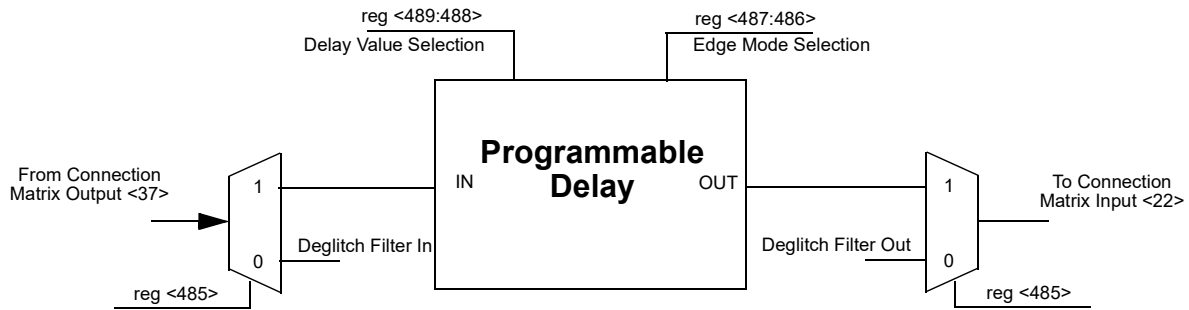 reg <489:488>
Delay Value Selection
reg <487:486>
Edge Mode Selection
Programmable
Delay
IN
OUT
From Connection
Matrix Output <37>
1
0
Deglitch Filter In
reg <485>
Deglitch Filter Out
1
0
To Connection
Matrix Input <22>
reg <485>